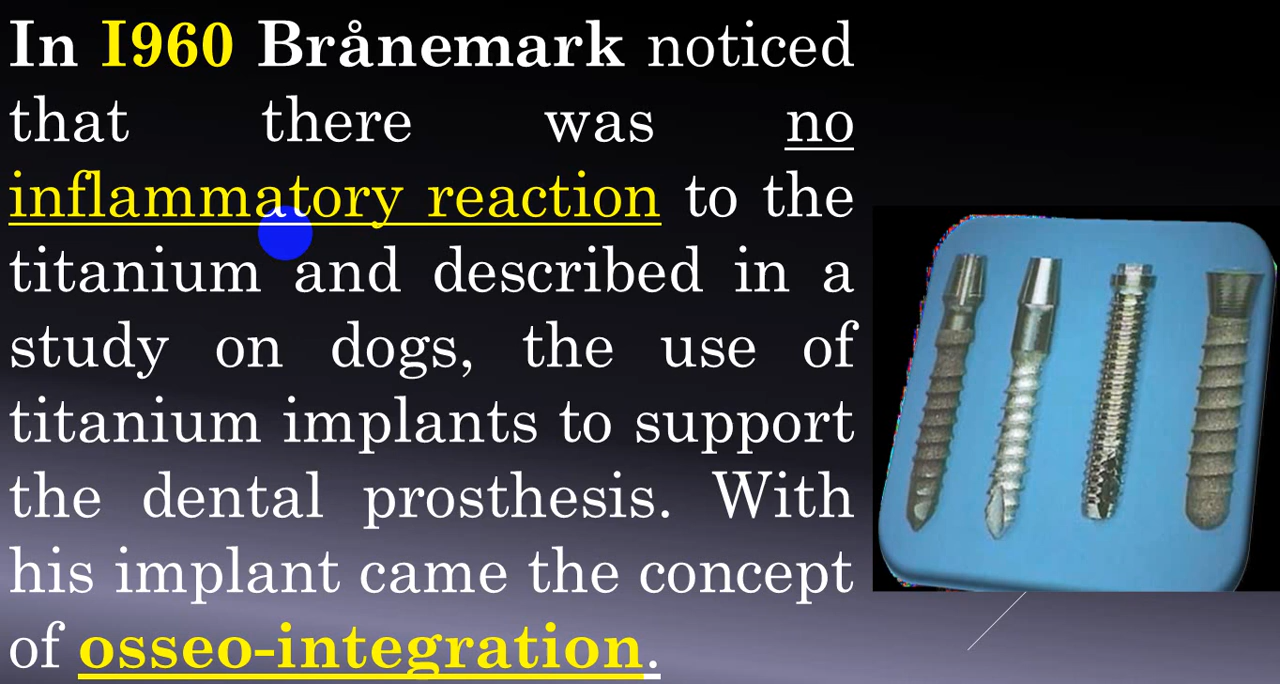 In I960 Brånemark noticed
that there was no
inflammatory reaction to the
titanium and described in a
study on dogs, the use of
titanium implants to support
the dental prosthesis. With
his implant came the concept
of osseo-integration.